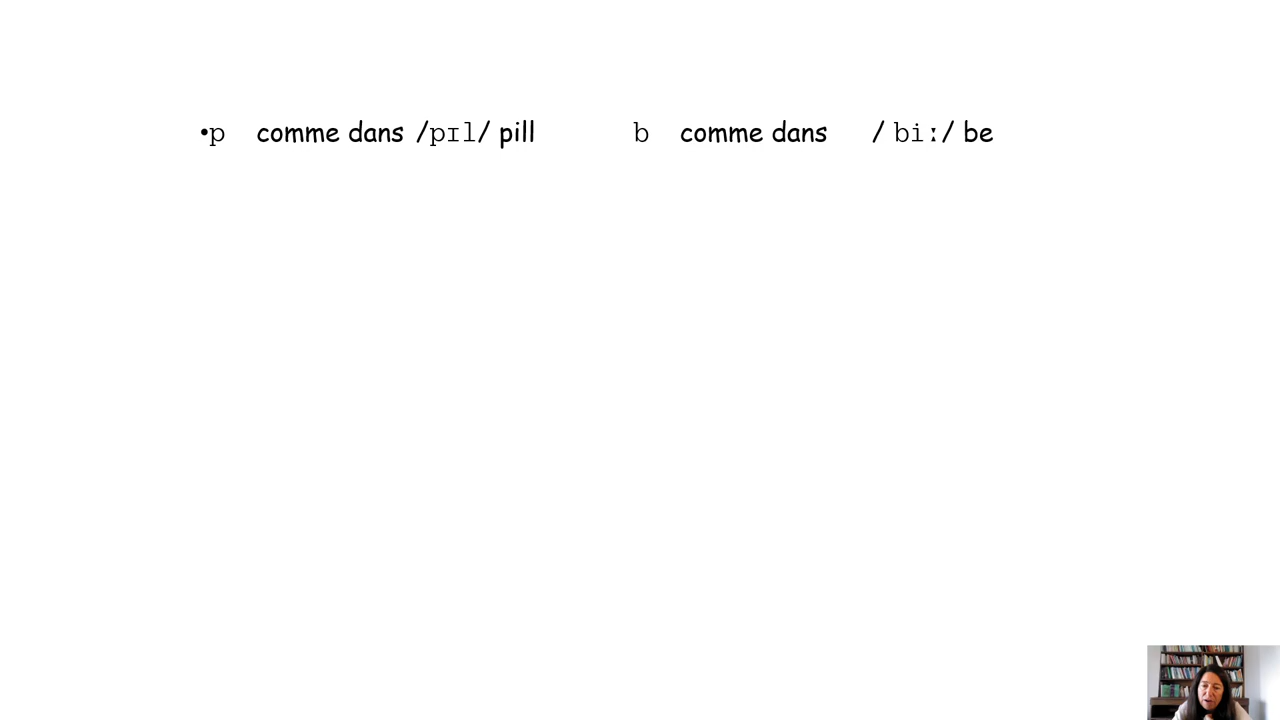 •p comme dans /pɪl/ pill b comme dans / biː/ be